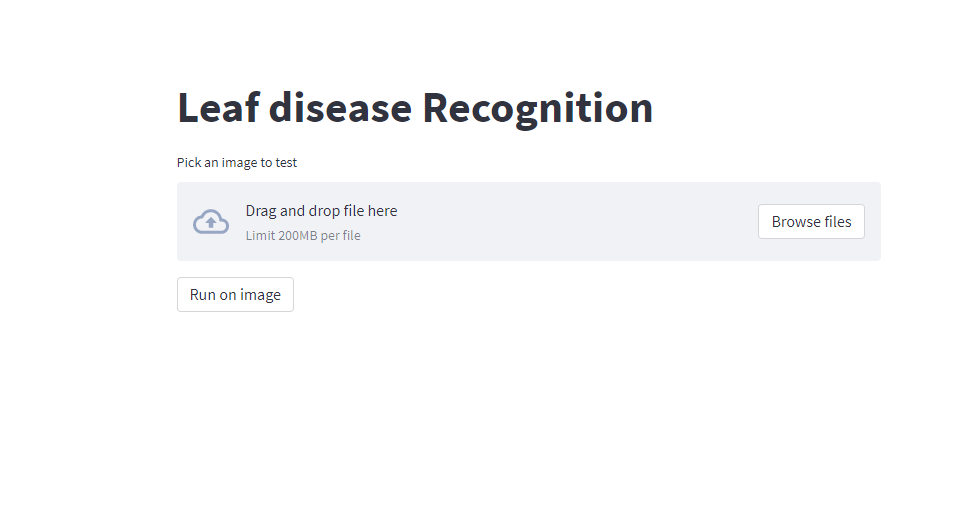 Leaf disease Recognition
Pick an image to test
Drag and drop file here
Limit 200MB per file
Browse files
Run on image